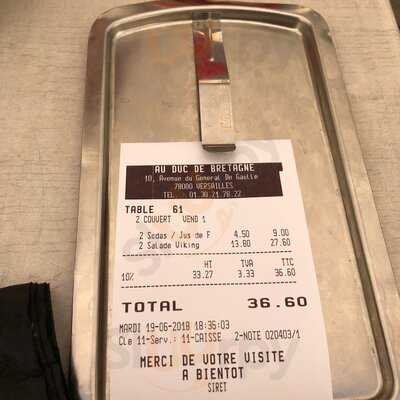 AU DUC DE BRETAGNE
10, Avenue du General De Gaulle
78000 VERSAILLES
TEL : 01.30.21.78.22
TABLE 61
2 COUVERT VEND 1
2 Sodas / Jus de F 4.50 9.00
2 Salade Viking 13.80 27.60
HT TVA TTC
10% 33.27 3.33 36.60
TOTAL 36.60
MARDI 19-06-2018 18:36:03
Cle 11-Serv.: 11-CAISSE 2-NOTE 020403/1
MERCI DE VOTRE VISITE
A BIENTOT
SIRET